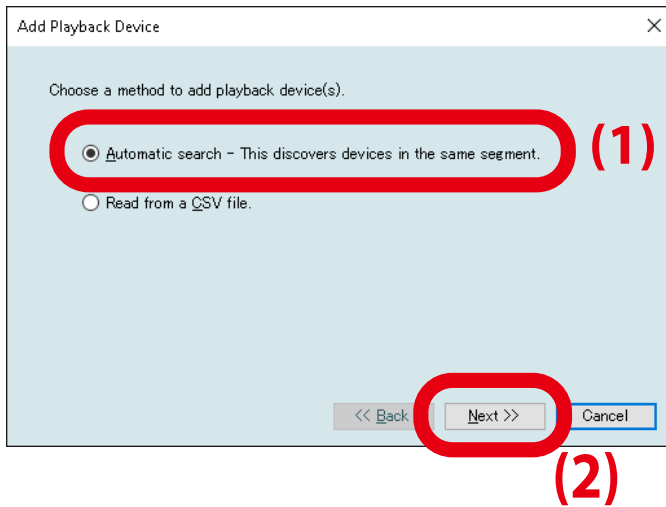 Add Playback Device
Choose a method to add playback device(s).
Automatic search - This discovers devices in the same segment.
(1)
Read from a CSV file.
<< Back
Next >>
Cancel
(2)